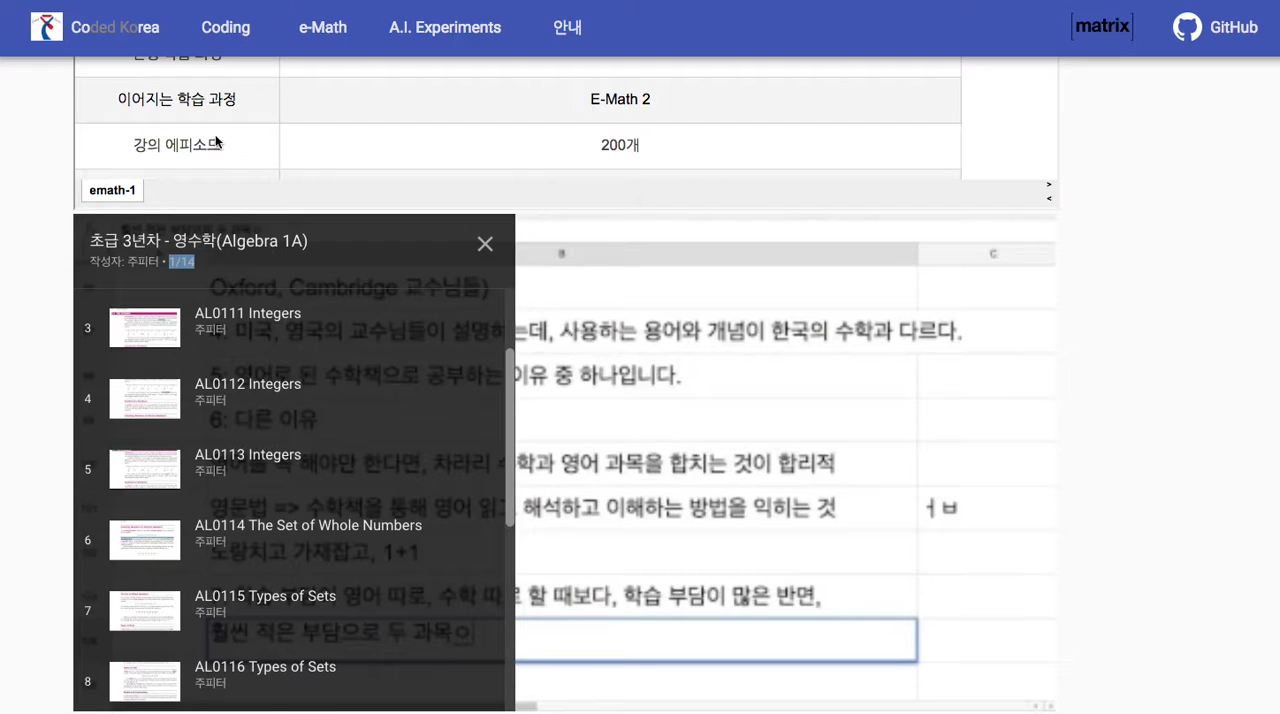 Coded Korea Coding e-Math A.I. Experiments 안내 matrix GitHub
이어지는 학습 과정 E-Math 2
강의 에피소드 200개
emath-1
초급 3년차 - 영수학(Algebra 1A)
작성자: 주피터 • 1/14
B C
Oxford, Cambridge 교수님들)
3 AL0111 Integers
주피터
미국, 영국의 교수님들이 설명하는데, 사용하는 용어와 개념이 한국의 수학과 다르다.
5: 영어로 된 수학책으로 공부하는 이유 중 하나입니다.
4 AL0112 Integers
주피터
6: 다른 이유
5 AL0113 Integers
주피터
해야만 한다면, 차라리 수학과 영어 과목을 합치는 것이 합리적
영문법 => 수학책을 통해 영어 읽고 해석하고 이해하는 방법을 익히는 것 ㅓㅂ
6 AL0114 The Set of Whole Numbers
주피터
도랑치고 가재잡고, 1+1
7 AL0115 Types of Sets
주피터
영어 따로, 수학 따로 할 때보다, 학습 부담이 많은 반면,
훨씬 적은 부담으로 두 과목ㅇ
8 AL0116 Types of Sets
주피터